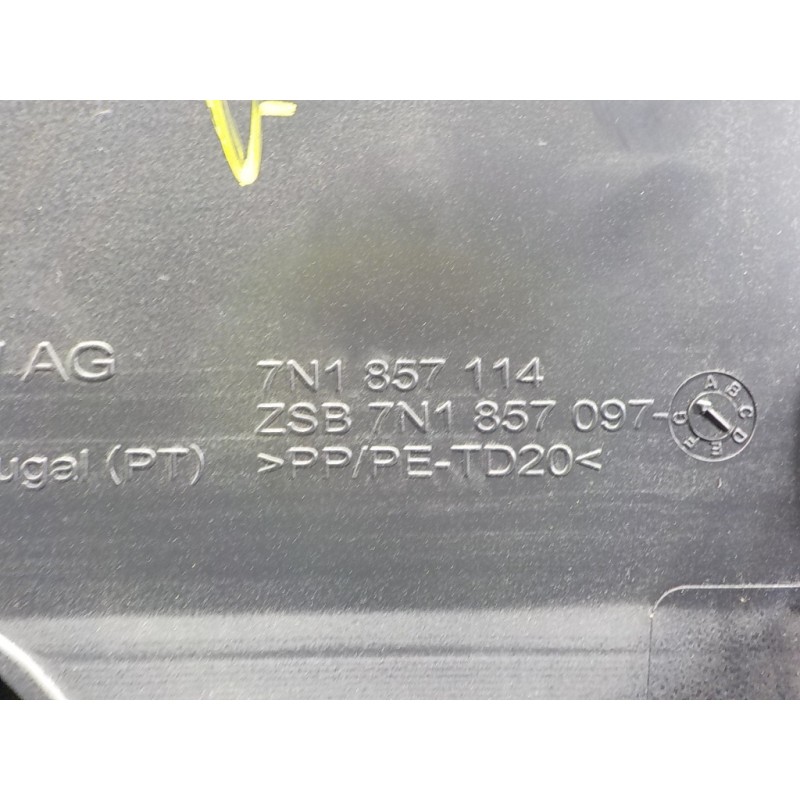 AG
7N1 857 114
ZSB 7N1 857 097-
ugal (PT)
>PP/PE-TD20<
A B C D E F G